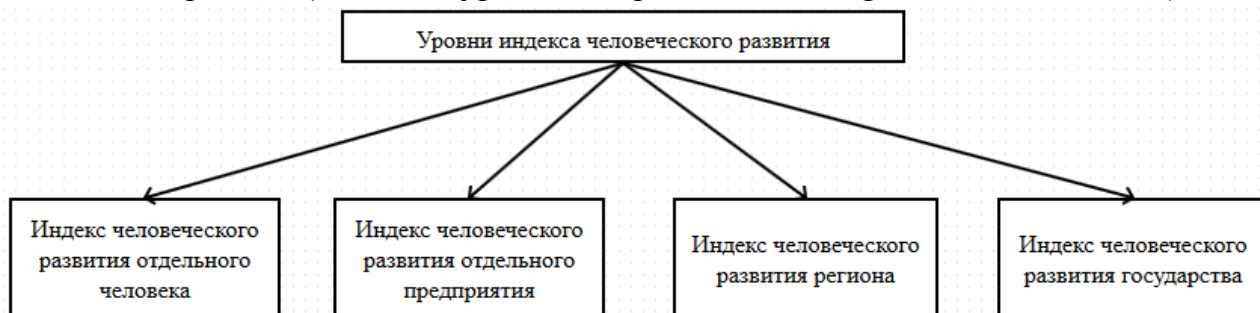 Уровни индекса человеческого развития
Индекс человеческого
развития отдельного
человека
Индекс человеческого
развития отдельного
предприятия
Индекс человеческого
развития региона
Индекс человеческого
развития государства